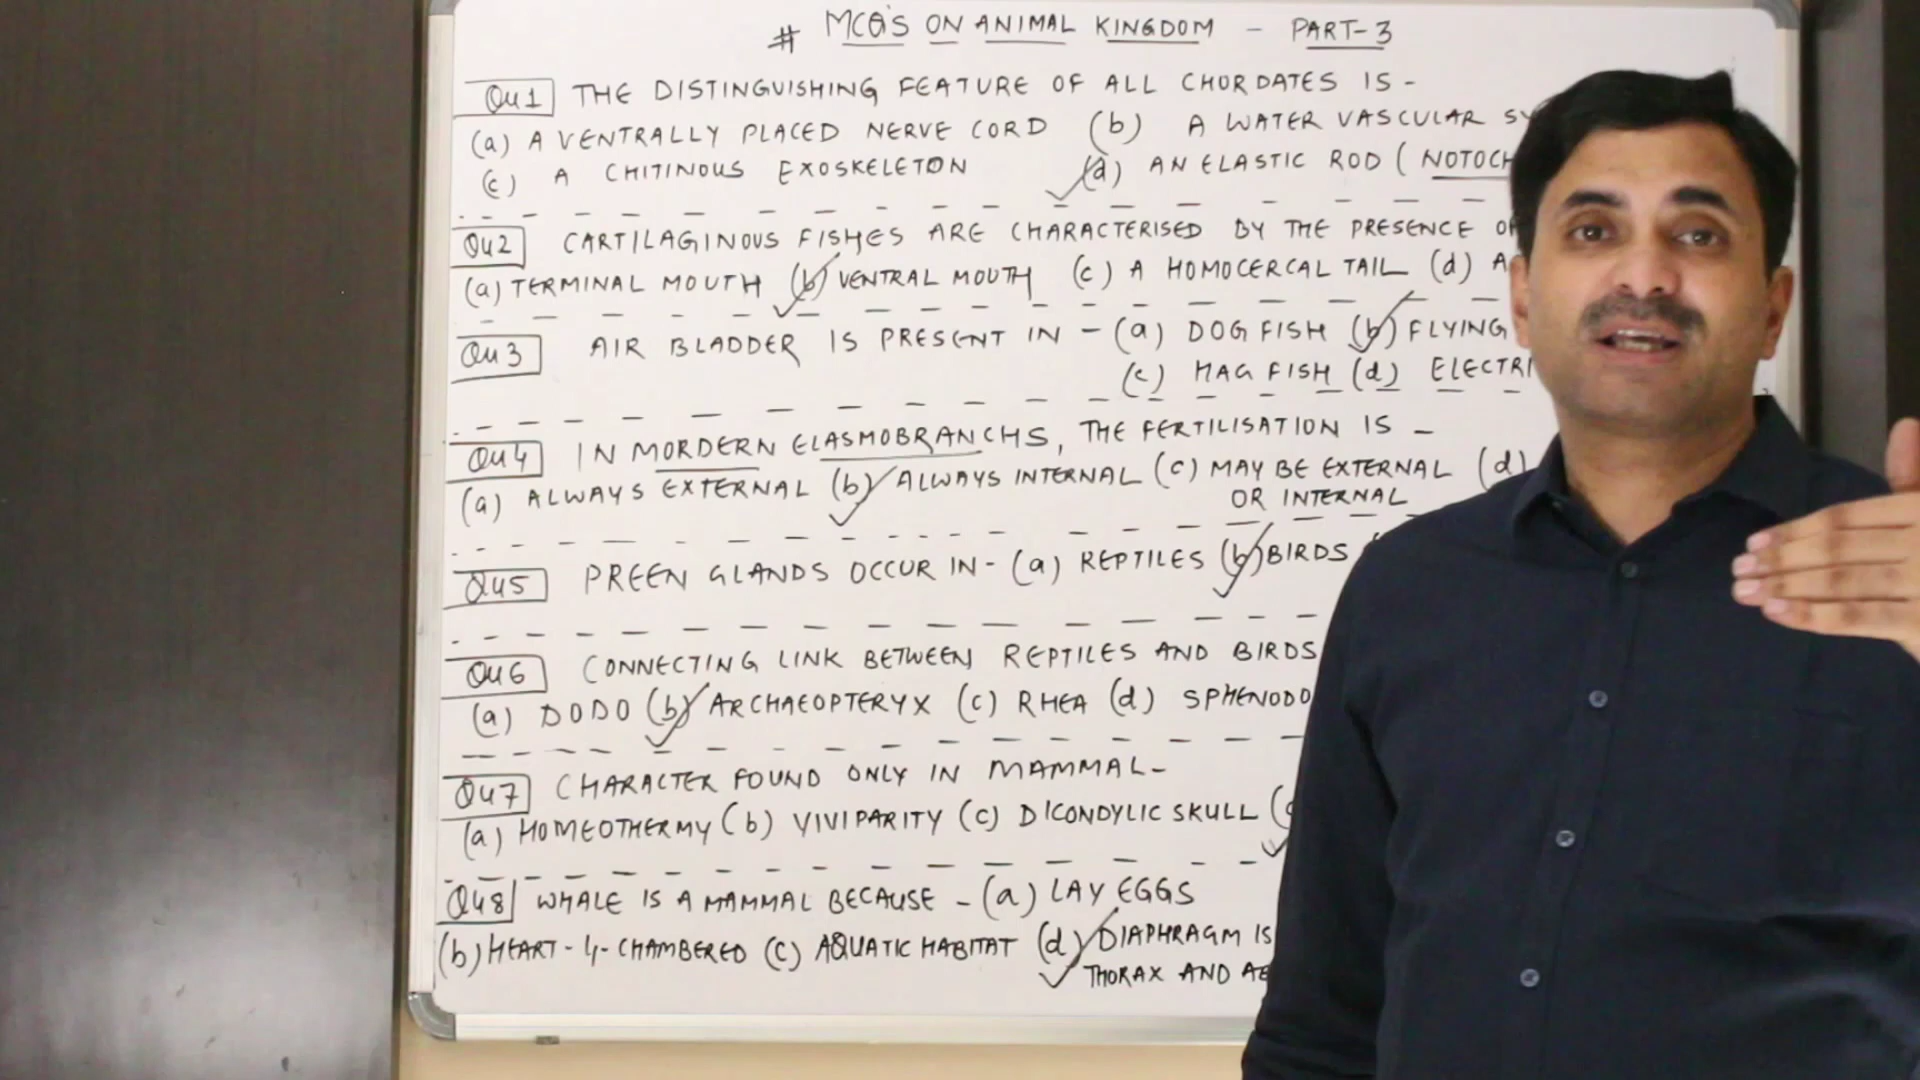 # MCQ'S ON ANIMAL KINGDOM - PART-3
QU1 THE DISTINGUISHING FEATURE OF ALL CHORDATES IS -
(a) A VENTRALLY PLACED NERVE CORD (b) A WATER VASCULAR
(c) A CHITINOUS EXOSKELETON (d) AN ELASTIC ROD (
QU2 CARTILAGINOUS FISHES ARE CHARACTERISED BY THE PRESENCE
(a) TERMINAL MOUTH (b) VENTRAL MOUTH (c) A HOMOCERCAL TAIL (d) A
QU3 AIR BLADDER IS PRESENT IN - (a) DOG FISH (b) FLYING
(c) HAG FISH (d)
QU4 IN MORDERN ELASMOBRANCHS, THE FERTILISATION IS -
(a) ALWAYS EXTERNAL (b) ALWAYS INTERNAL (c) MAY BE EXTERNAL (d)
OR INTERNAL
QU5 PREEN GLANDS OCCUR IN - (a) REPTILES (b) BIRDS
QU6 CONNECTING LINK BETWEEN REPTILES AND BIRDS
(a) DODO (b) ARCHAEOPTERYX (c) RHEA (d)
QU7 CHARACTER FOUND ONLY IN MAMMAL -
(a) HOMEOTHERMY (b) VIVIPARITY (c) DICONDYLIC SKULL
QU8 WHALE IS A MAMMAL BECAUSE - (a) LAY EGGS
(b) HEART - 4 - CHAMBERED (c) AQUATIC HABITAT (d) DIAPHRAGM IS
THORAX AND